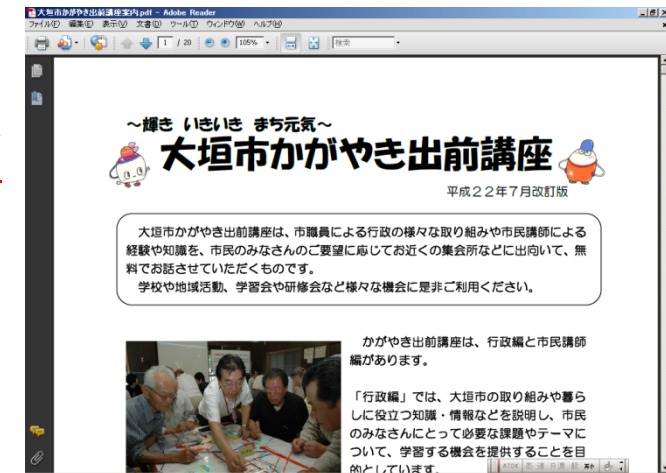 大垣市かがやき出前講座案内.pdf - Adobe Reader
ファイル(F) 編集(E) 表示(V) 文書(D) ツール(T) ウィンドウ(W) ヘルプ(H)
1 / 20 105% 検索
～輝き いきいき まち元気～
大垣市かがやき出前講座
平成22年7月改訂版
大垣市かがやき出前講座は、市職員による行政の様々な取り組みや市民講師による
経験や知識を、市民のみなさんのご要望に応じてお近くの集会所などに出向いて、無
料でお話させていただくものです。
学校や地域活動、学習会や研修会など様々な機会に是非ご利用ください。
かがやき出前講座は、行政編と市民講師
編があります。
「行政編」では、大垣市の取り組みや暮ら
しに役立つ知識・情報などを説明し、市民
のみなさんにとって必要な課題やテーマに
ついて、学習する機会を提供することを目
的としています。